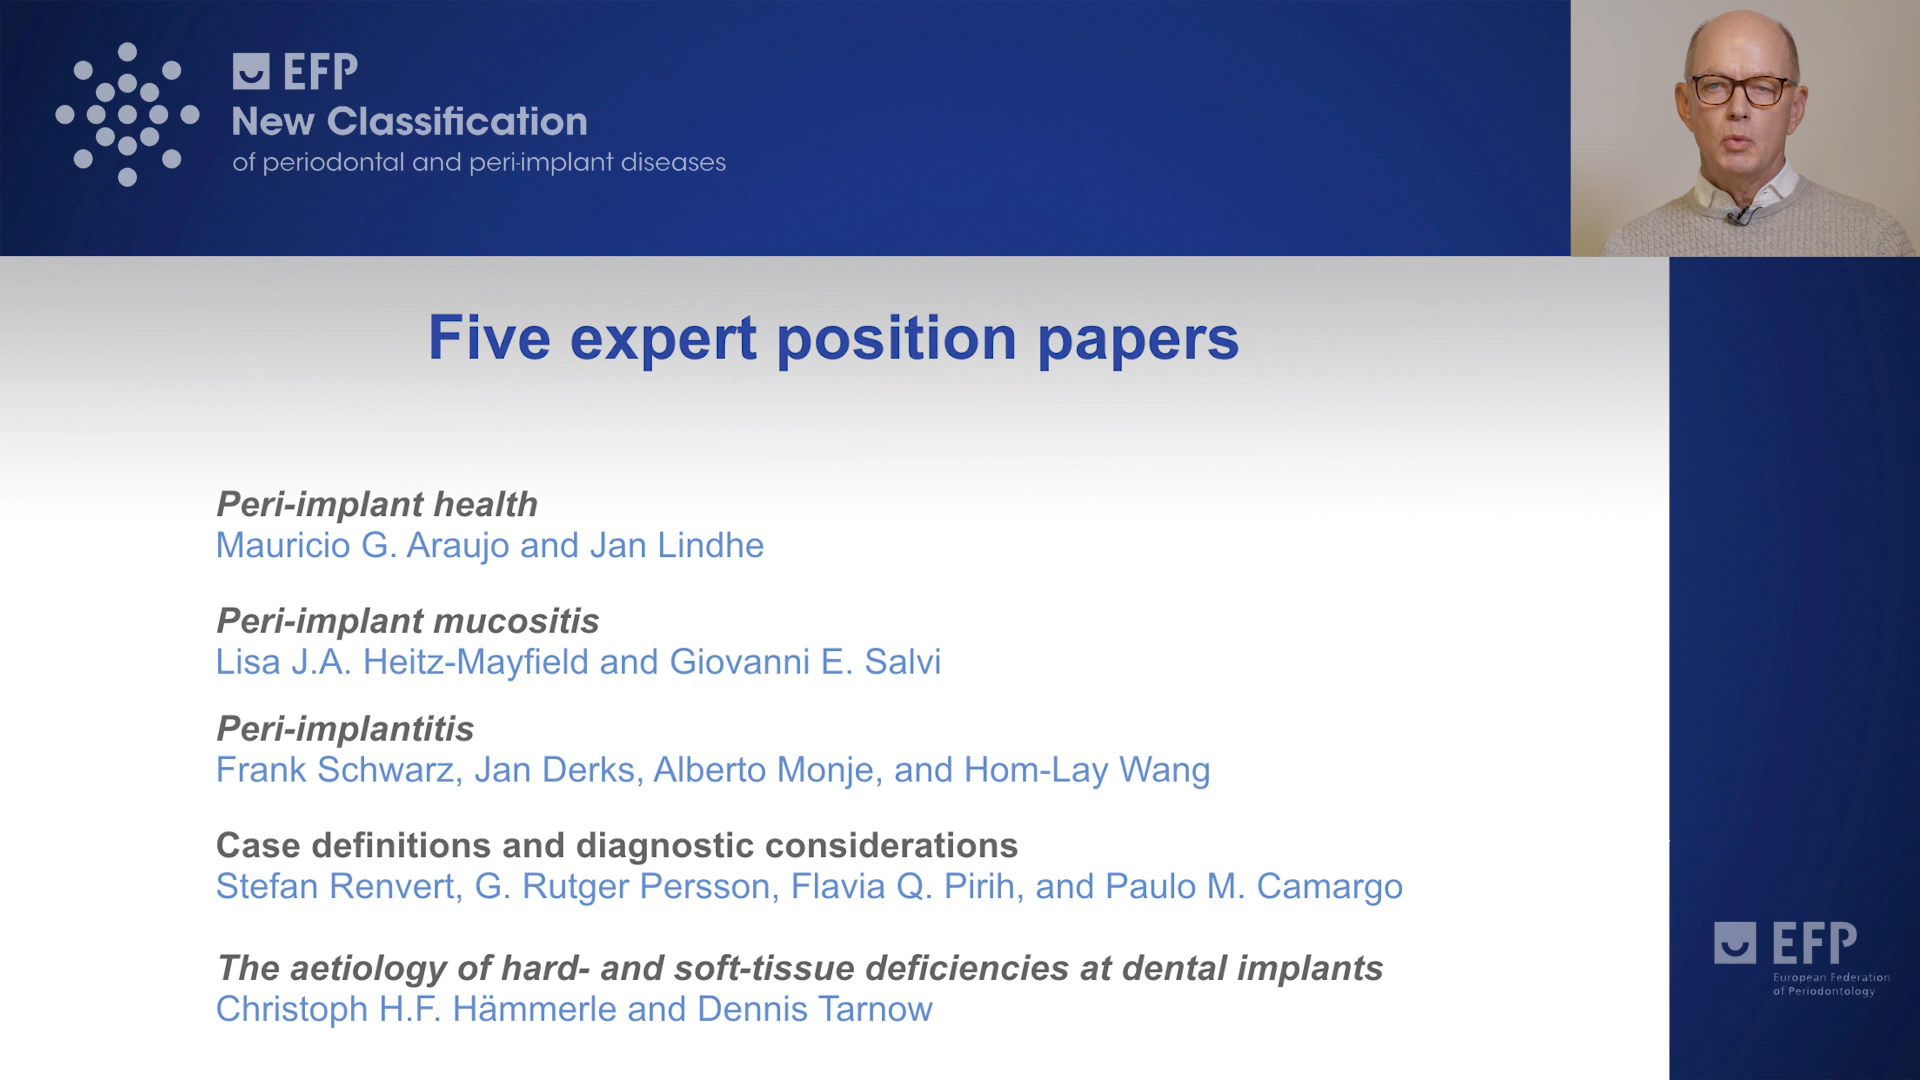 EFP
New Classification
of periodontal and peri-implant diseases
Five expert position papers
Peri-implant health
Mauricio G. Araujo and Jan Lindhe
Peri-implant mucositis
Lisa J.A. Heitz-Mayfield and Giovanni E. Salvi
Peri-implantitis
Frank Schwarz, Jan Derks, Alberto Monje, and Hom-Lay Wang
Case definitions and diagnostic considerations
Stefan Renvert, G. Rutger Persson, Flavia Q. Pirih, and Paulo M. Camargo
The aetiology of hard- and soft-tissue deficiencies at dental implants
Christoph H.F. Hämmerle and Dennis Tarnow
EFP
European Federation
of Periodontology